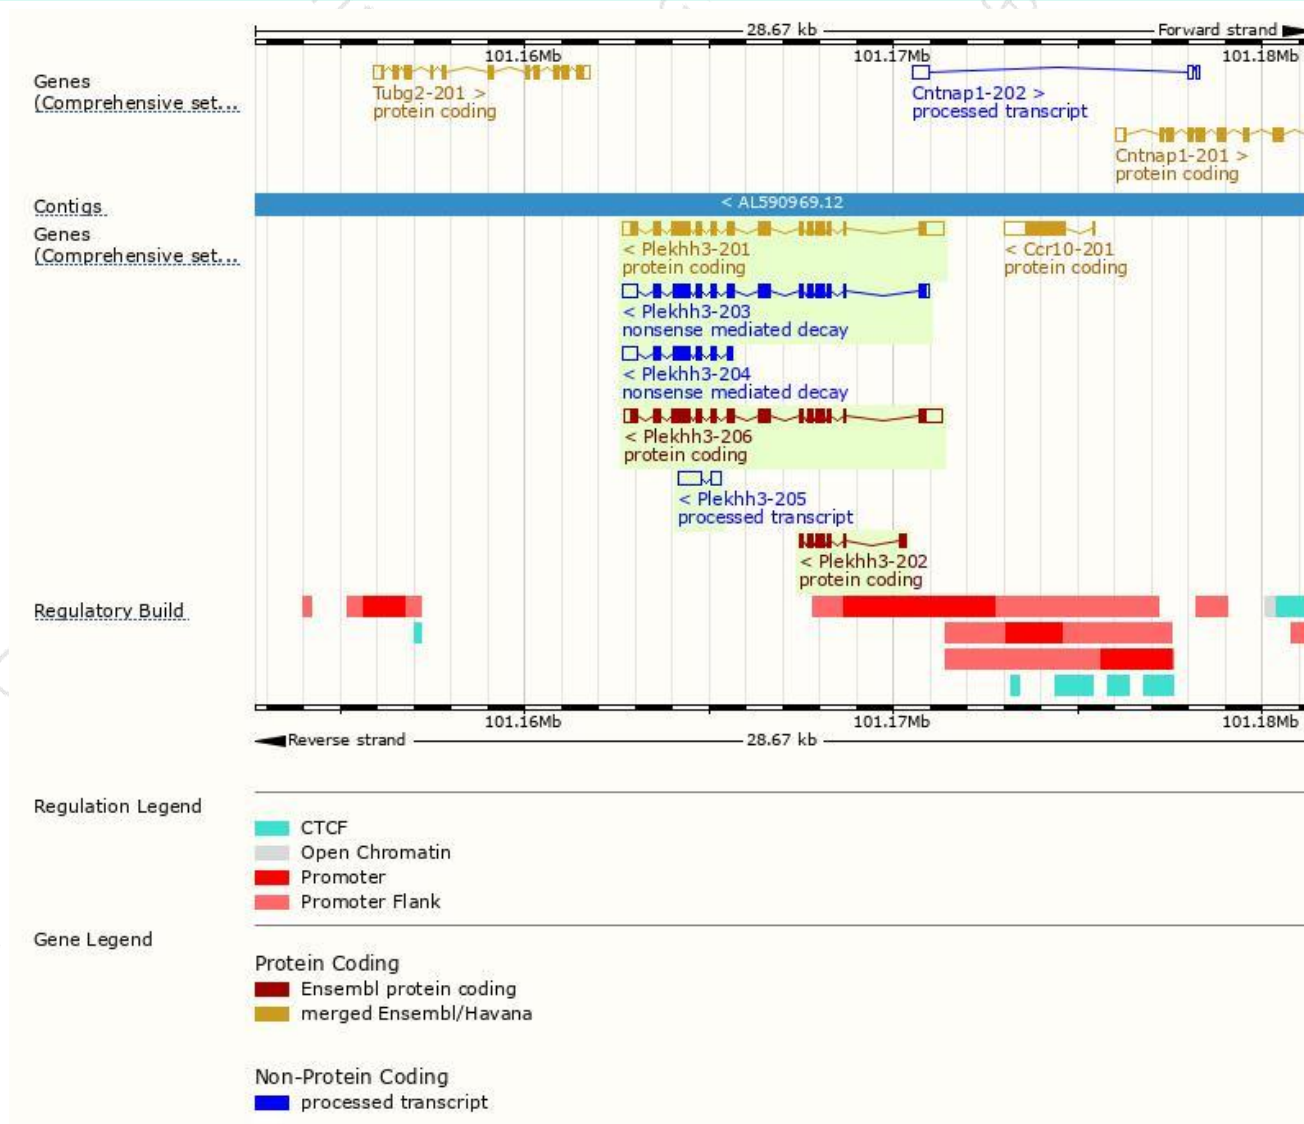 28.67 kb
Forward strand
101.16Mb 101.17Mb 101.18Mb
Genes
(Comprehensive set...
Tubg2-201 >
protein coding
Cntnap1-202 >
processed transcript
Cntnap1-201 >
protein coding
Contigs
< AL590969.12
Genes
(Comprehensive set...
< Plekhh3-201
protein coding
< Ccr10-201
protein coding
< Plekhh3-203
nonsense mediated decay
< Plekhh3-204
nonsense mediated decay
< Plekhh3-206
protein coding
< Plekhh3-205
processed transcript
< Plekhh3-202
protein coding
Regulatory Build
101.16Mb 101.17Mb 101.18Mb
Reverse strand
28.67 kb
Regulation Legend
CTCF
Open Chromatin
Promoter
Promoter Flank
Gene Legend
Protein Coding
Ensembl protein coding
merged Ensembl/Havana
Non-Protein Coding
processed transcript